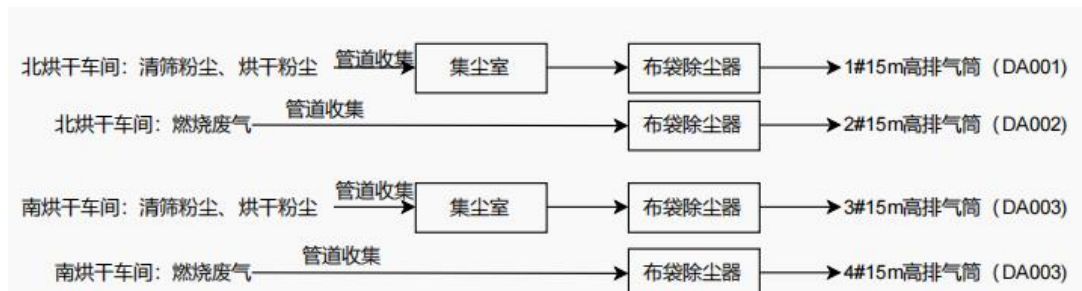 北烘干车间：清筛粉尘、烘干粉尘 管道收集 集尘室 布袋除尘器 1#15m高排气筒（DA001)
北烘干车间：燃烧废气 管道收集 布袋除尘器 2#15m高排气筒（DA002)
南烘干车间：清筛粉尘、烘干粉尘 管道收集 集尘室 布袋除尘器 3#15m高排气筒（DA003)
南烘干车间：燃烧废气 管道收集 布袋除尘器 4#15m高排气筒（DA003)